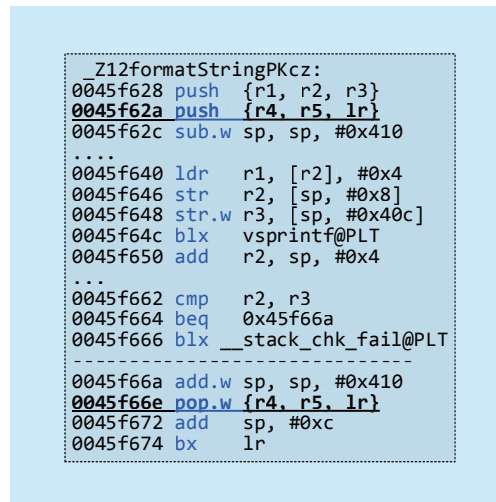 _Z12formatStringPKcz:
0045f628 push {r1, r2, r3}
0045f62a push {r4, r5, lr}
0045f62c sub.w sp, sp, #0x410
....
0045f640 ldr r1, [r2], #0x4
0045f646 str r2, [sp, #0x8]
0045f648 str.w r3, [sp, #0x40c]
0045f64c blx vsprintf@PLT
0045f650 add r2, sp, #0x4
...
0045f662 cmp r2, r3
0045f664 beq 0x45f66a
0045f666 blx __stack_chk_fail@PLT
-------------------------------
0045f66a add.w sp, sp, #0x410
0045f66e pop.w {r4, r5, lr}
0045f672 add sp, #0xc
0045f674 bx lr